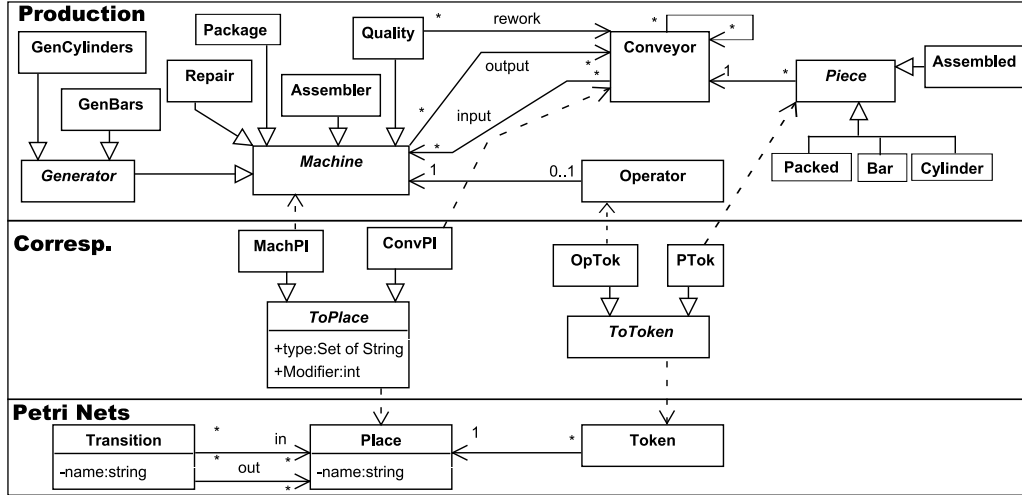 Production
GenCylinders
Package
Quality
*
rework
*
*
Conveyor
Repair
Assembler
output
*
*
Piece
Assembled
GenBars
*
input
1
*
Generator
Machine
*
1
0..1
Operator
Packed
Bar
Cylinder
Corresp.
MachPl
ConvPl
OpTok
PTok
ToPlace
+type:Set of String
+Modifier:int
ToToken
Petri Nets
Transition
-name:string
*
in
*
*
out
*
Place
-name:string
1
*
Token